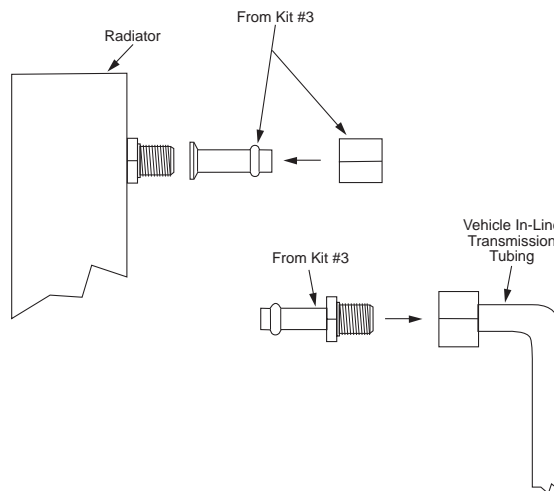 From Kit #3
Radiator
Vehicle In-Line
Transmission
Tubing
From Kit #3